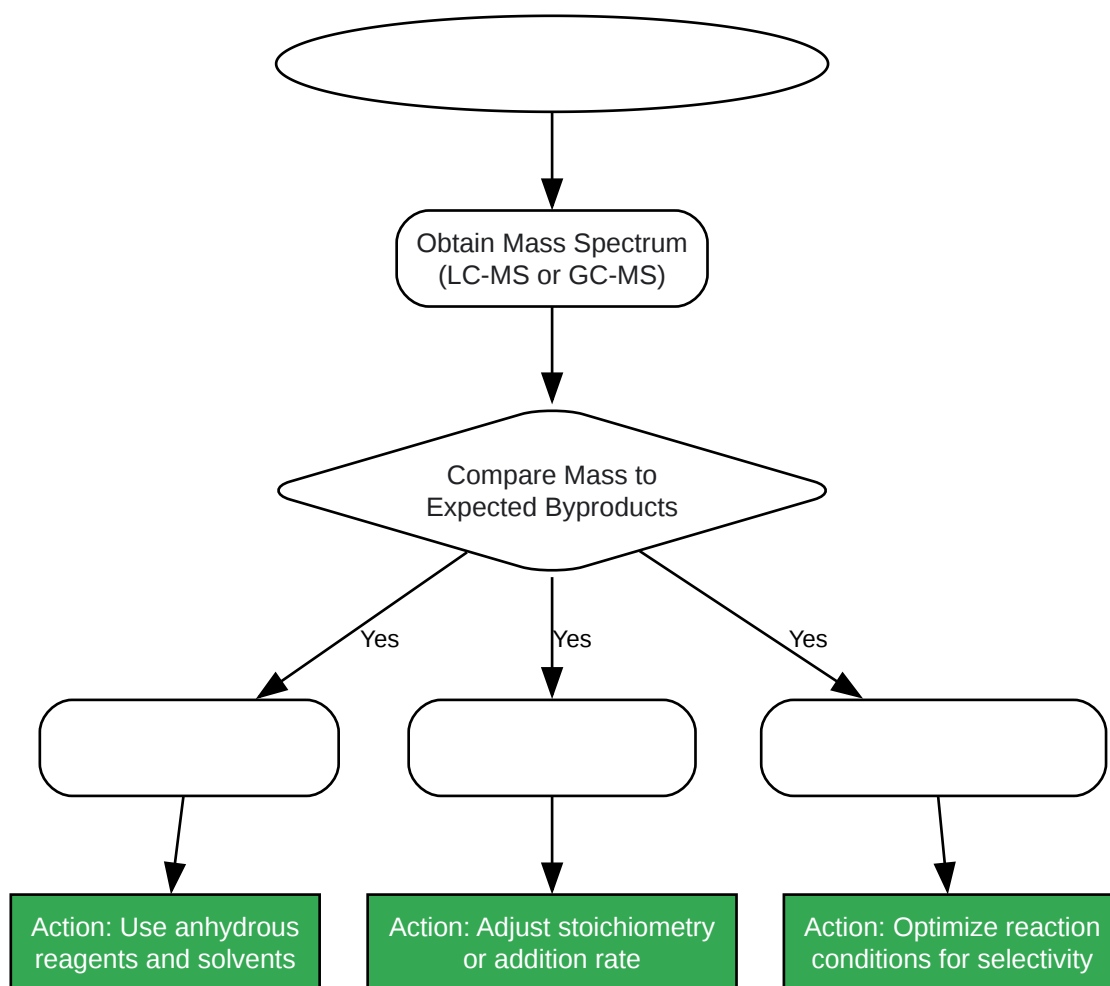 Obtain Mass Spectrum
(LC-MS or GC-MS)
Compare Mass to
Expected Byproducts
Yes
Yes
Yes
Action: Use anhydrous
reagents and solvents
Action: Adjust stoichiometry
or addition rate
Action: Optimize reaction
conditions for selectivity